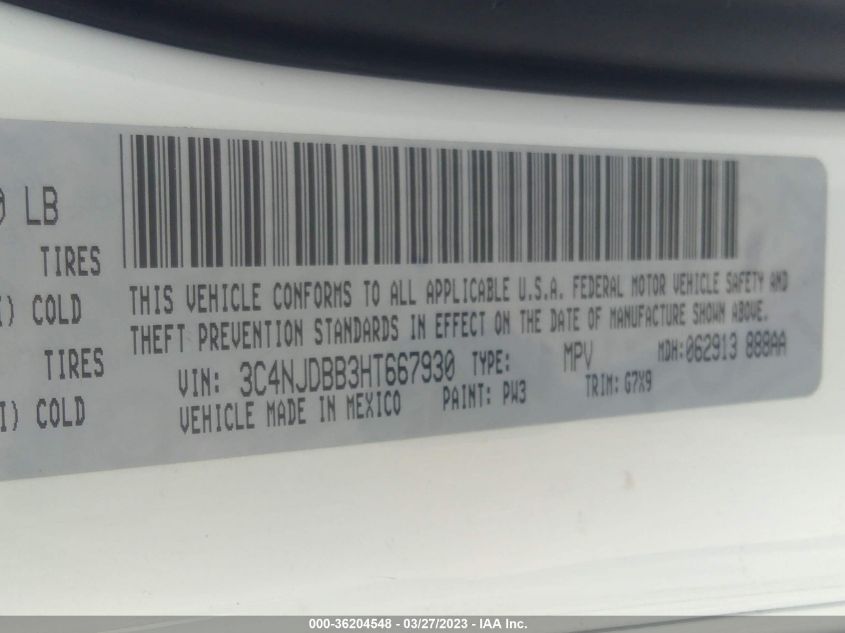 LB
TIRES
COLD
TIRES
COLD
THIS VEHICLE CONFORMS TO ALL APPLICABLE U.S.A. FEDERAL MOTOR VEHICLE SAFETY AND
THEFT PREVENTION STANDARDS IN EFFECT ON THE DATE OF MANUFACTURE SHOWN ABOVE.
VIN: 3C4NJDBB3HT667930 TYPE: MPV MDH:062913 888AA
VEHICLE MADE IN MEXICO PAINT: PW3 TRIM: G7X9
000-36204548 - 03/27/2023 - IAA Inc.